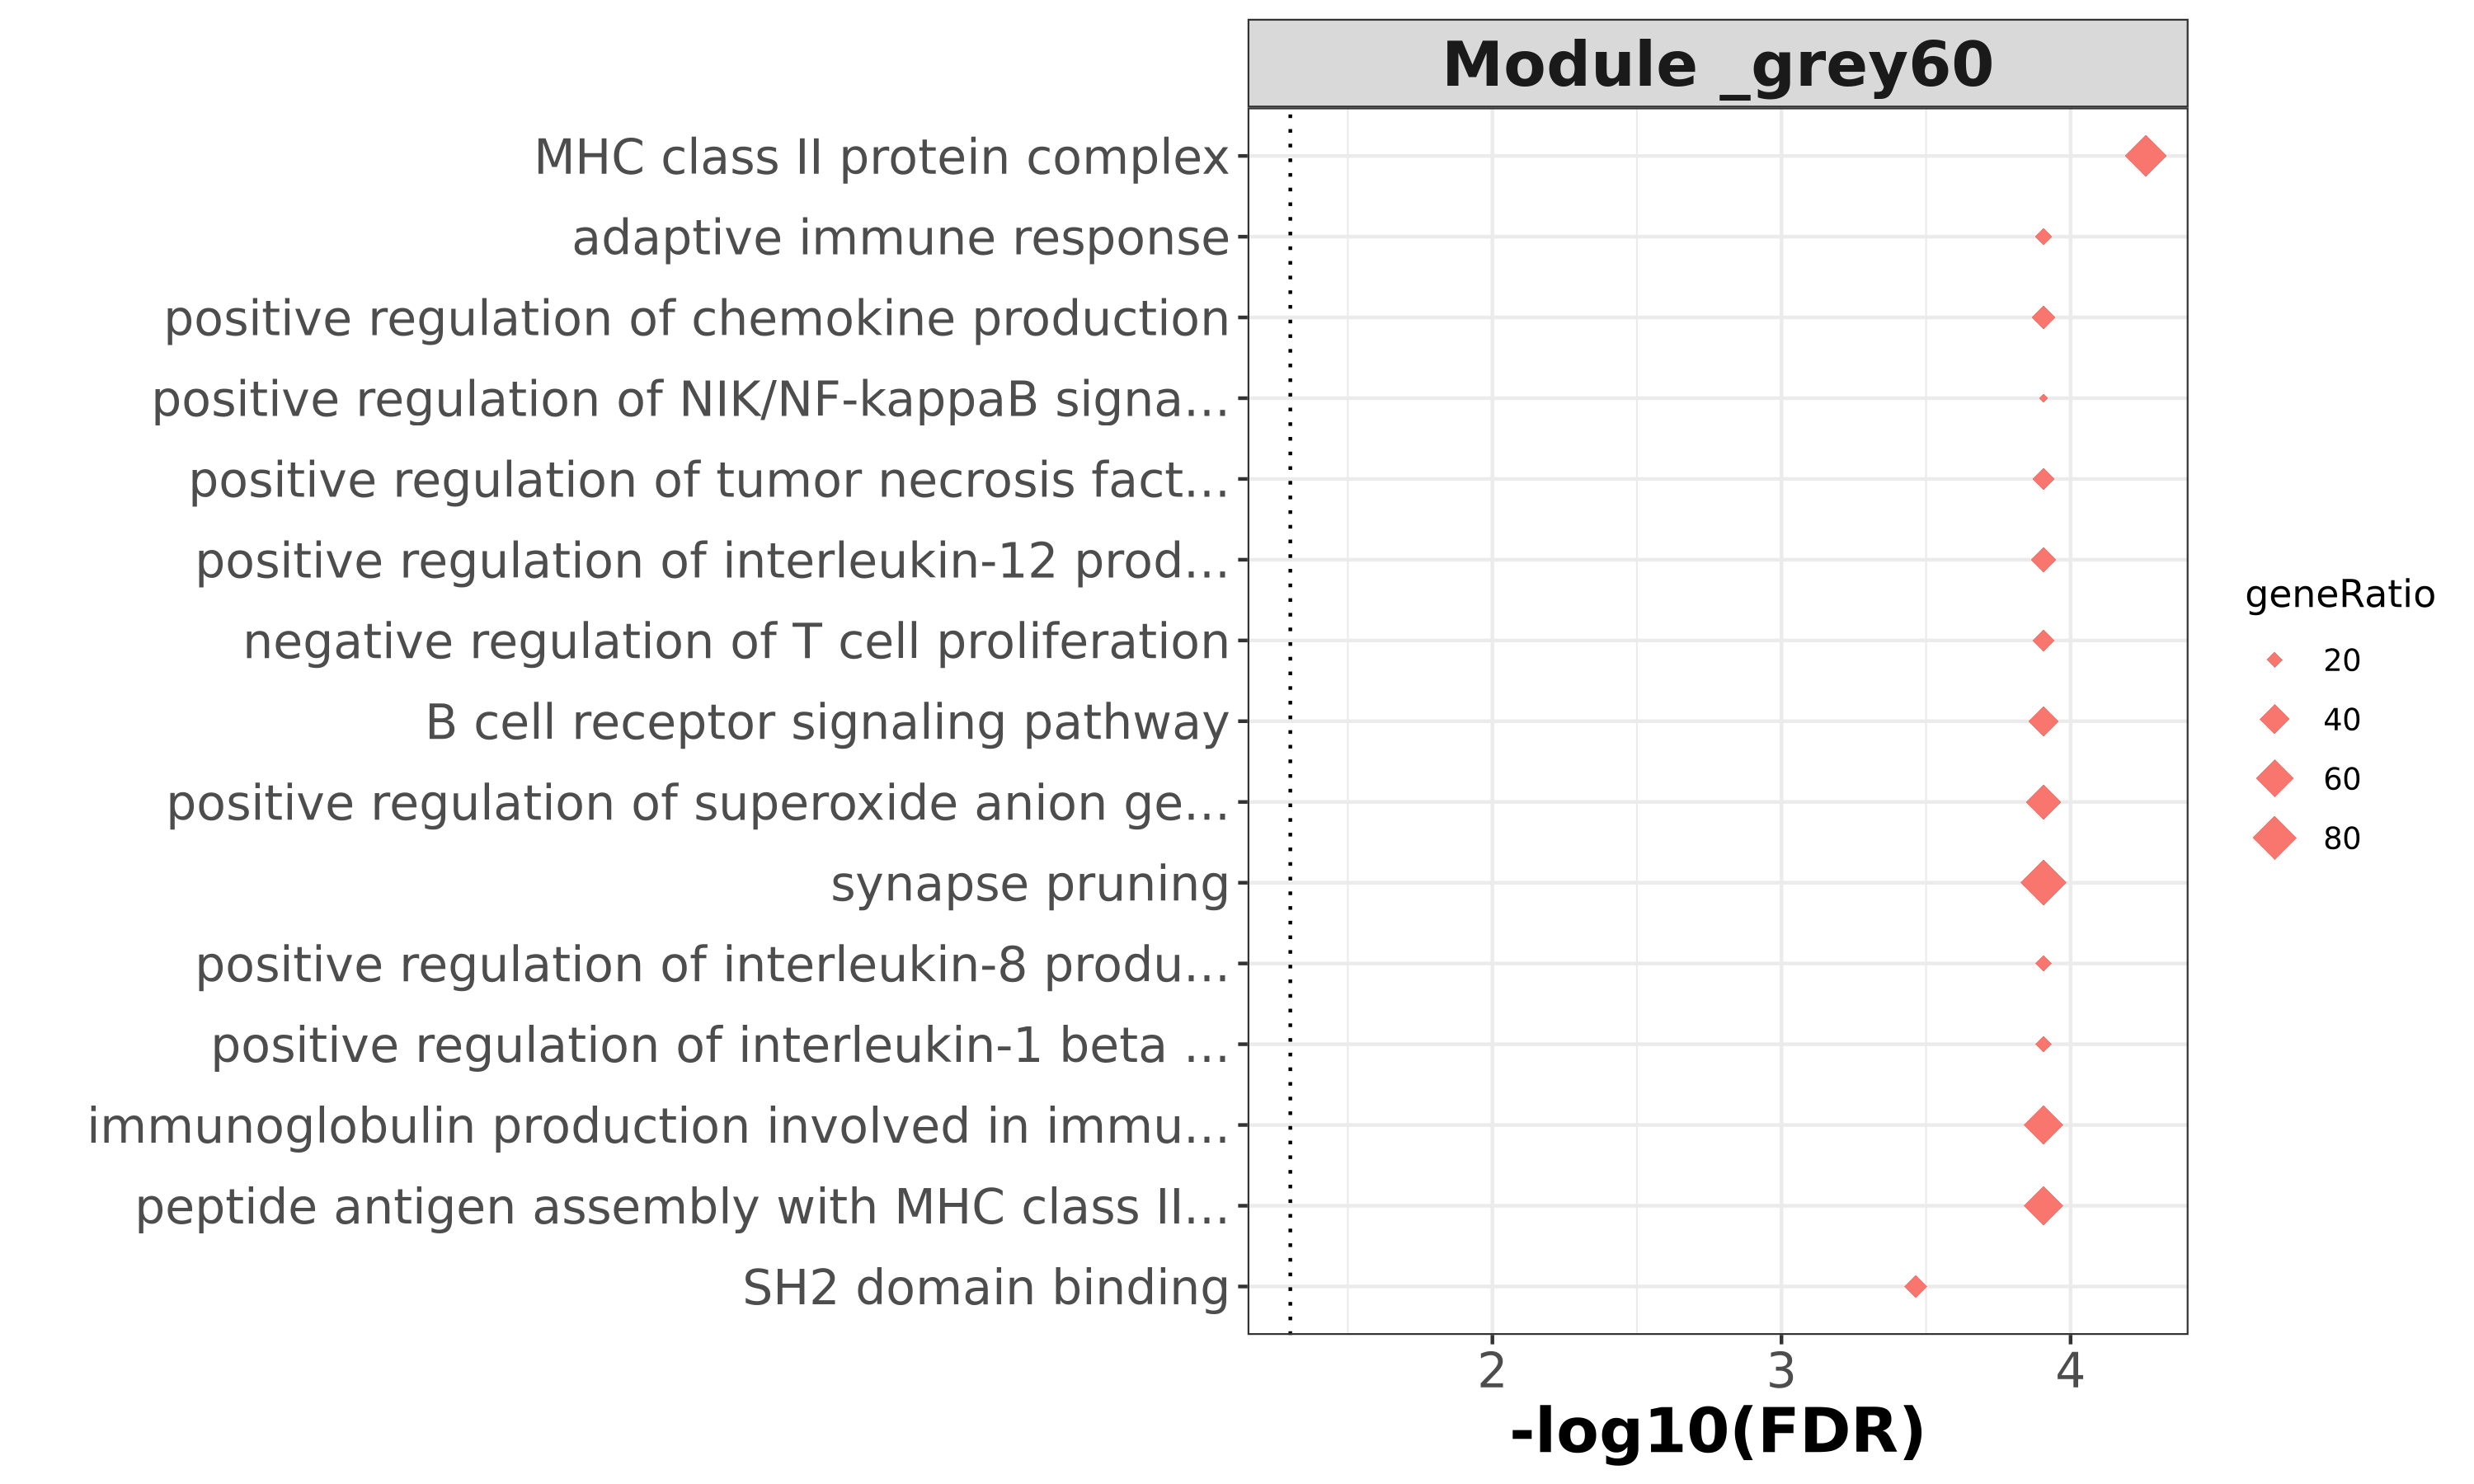 Module _grey60
MHC class II protein complex
adaptive immune response
positive regulation of chemokine production
positive regulation of NIK/NF-kappaB signa...
positive regulation of tumor necrosis fact...
positive regulation of interleukin-12 prod...
negative regulation of T cell proliferation
B cell receptor signaling pathway
positive regulation of superoxide anion ge...
synapse pruning
positive regulation of interleukin-8 produ...
positive regulation of interleukin-1 beta ...
immunoglobulin production involved in immu...
peptide antigen assembly with MHC class II...
SH2 domain binding
2 3 4
-log10(FDR)
geneRatio
20
40
60
80